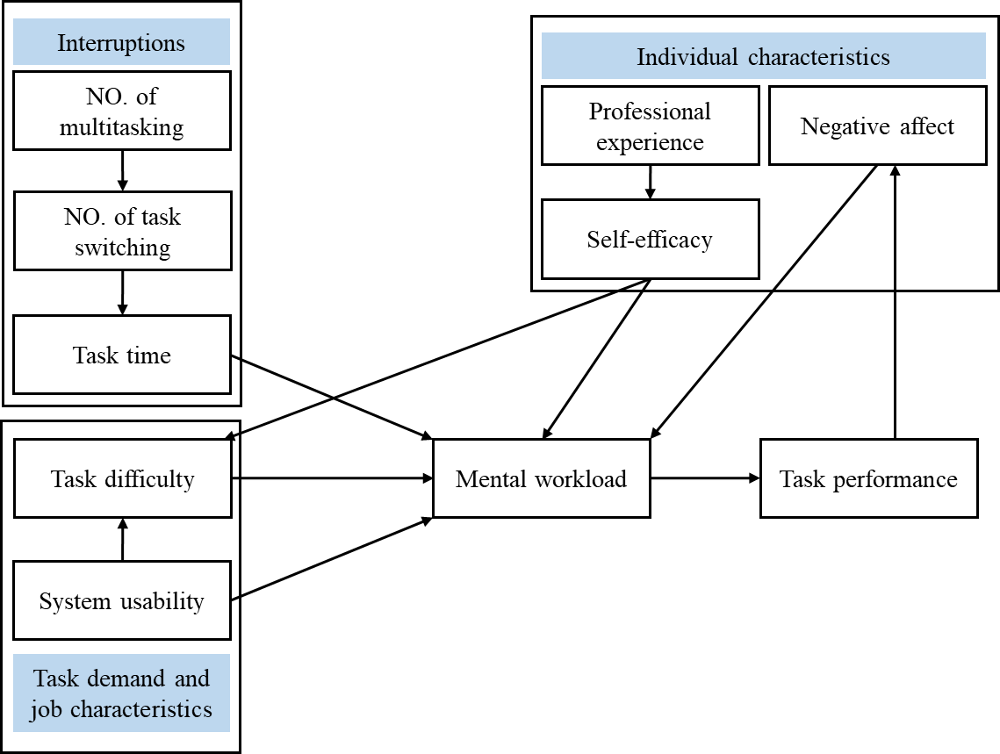 Interruptions
NO. of
multitasking
NO. of task
switching
Task time
Individual characteristics
Professional
experience
Negative affect
Self-efficacy
Task difficulty
Mental workload
Task performance
System usability
Task demand and
job characteristics